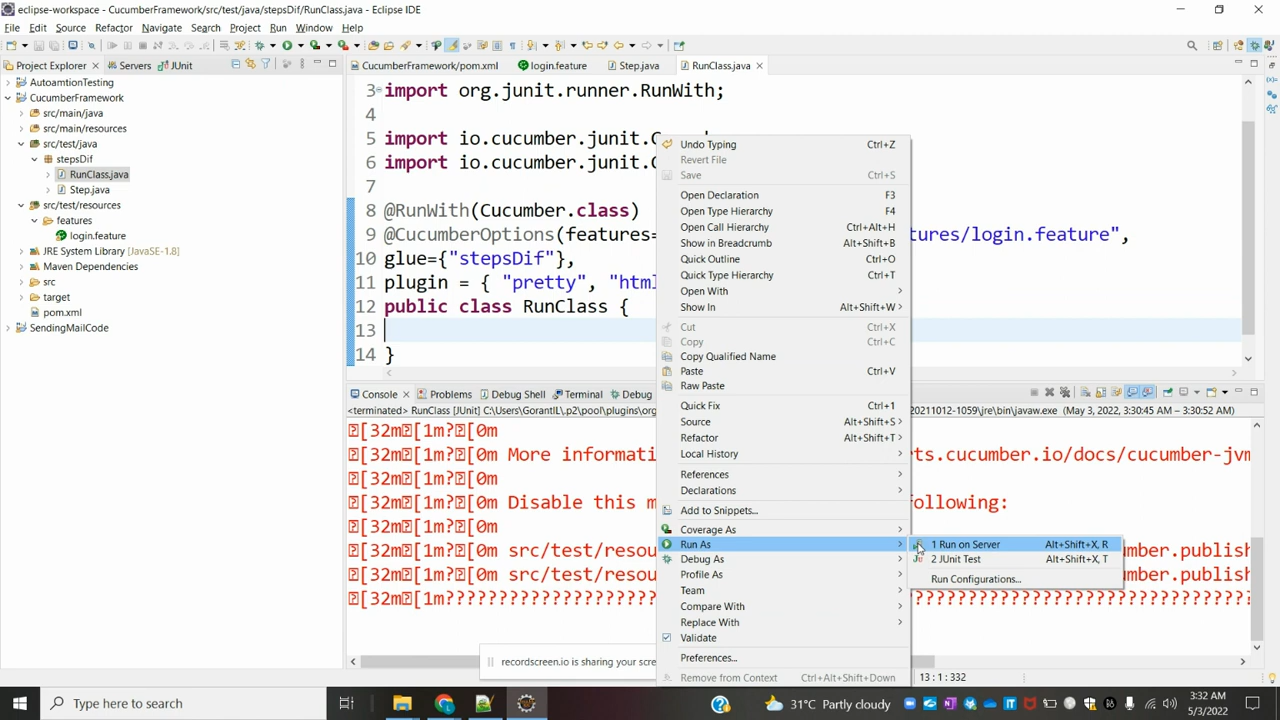 eclipse-workspace - CucumberFramework/src/test/java/stepsDif/RunClass.java - Eclipse IDE
File Edit Source Refactor Navigate Search Project Run Window Help
Project Explorer Servers JUnit
AutoamtionTesting
CucumberFramework
src/main/java
src/main/resources
src/test/java
stepsDif
RunClass.java
Step.java
src/test/resources
features
login.feature
JRE System Library [JavaSE-1.8]
Maven Dependencies
src
target
pom.xml
SendingMailCode
CucumberFramework/pom.xml login.feature Step.java RunClass.java
3 import org.junit.runner.RunWith;
4
5 import io.cucumber.junit.
6 import io.cucumber.junit.
7
8 @RunWith(Cucumber.class)
9 @CucumberOptions(features= tures/login.feature",
10 glue={"stepsDif"},
11 plugin = { "pretty", "html
12 public class RunClass {
13
14 }
Undo Typing Ctrl+Z
Revert File
Save Ctrl+S
Open Declaration F3
Open Type Hierarchy F4
Open Call Hierarchy Ctrl+Alt+H
Show in Breadcrumb Alt+Shift+B
Quick Outline Ctrl+O
Quick Type Hierarchy Ctrl+T
Open With
Show In Alt+Shift+W
Cut Ctrl+X
Copy Ctrl+C
Copy Qualified Name
Paste Ctrl+V
Raw Paste
Quick Fix Ctrl+1
Source Alt+Shift+S
Refactor Alt+Shift+T
Local History
References
Declarations
Add to Snippets...
Coverage As
Run As
Debug As
Profile As
Team
Compare With
Replace With
Validate
Preferences...
Remove from Context Ctrl+Alt+Shift+Down
1 Run on Server Alt+Shift+X, R
2 JUnit Test Alt+Shift+X, T
Run Configurations...
Console Problems Debug Shell Terminal Debug
<terminated> RunClass [JUnit] C:\Users\GorantlL\.p2\pool\plugins\org 20211012-1059\jre\bin\javaw.exe (May 3, 2022, 3:30:45 AM – 3:30:52 AM)
[32m[1m?[0m
[32m[1m?[0m More informati rts.cucumber.io/docs/cucumber-jvm
[32m[1m?[0m
[32m[1m?[0m Disable this m ollowing:
[32m[1m?[0m
[32m[1m?[0m src/test/resou cucumber.publish
[32m[1m?[0m src/test/resou cucumber.publish
[32m[1m?????????????????????????????????????????
recordscreen.io is sharing your scre
13 : 1 : 332
Type here to search
31°C Partly cloudy
3:32 AM
5/3/2022